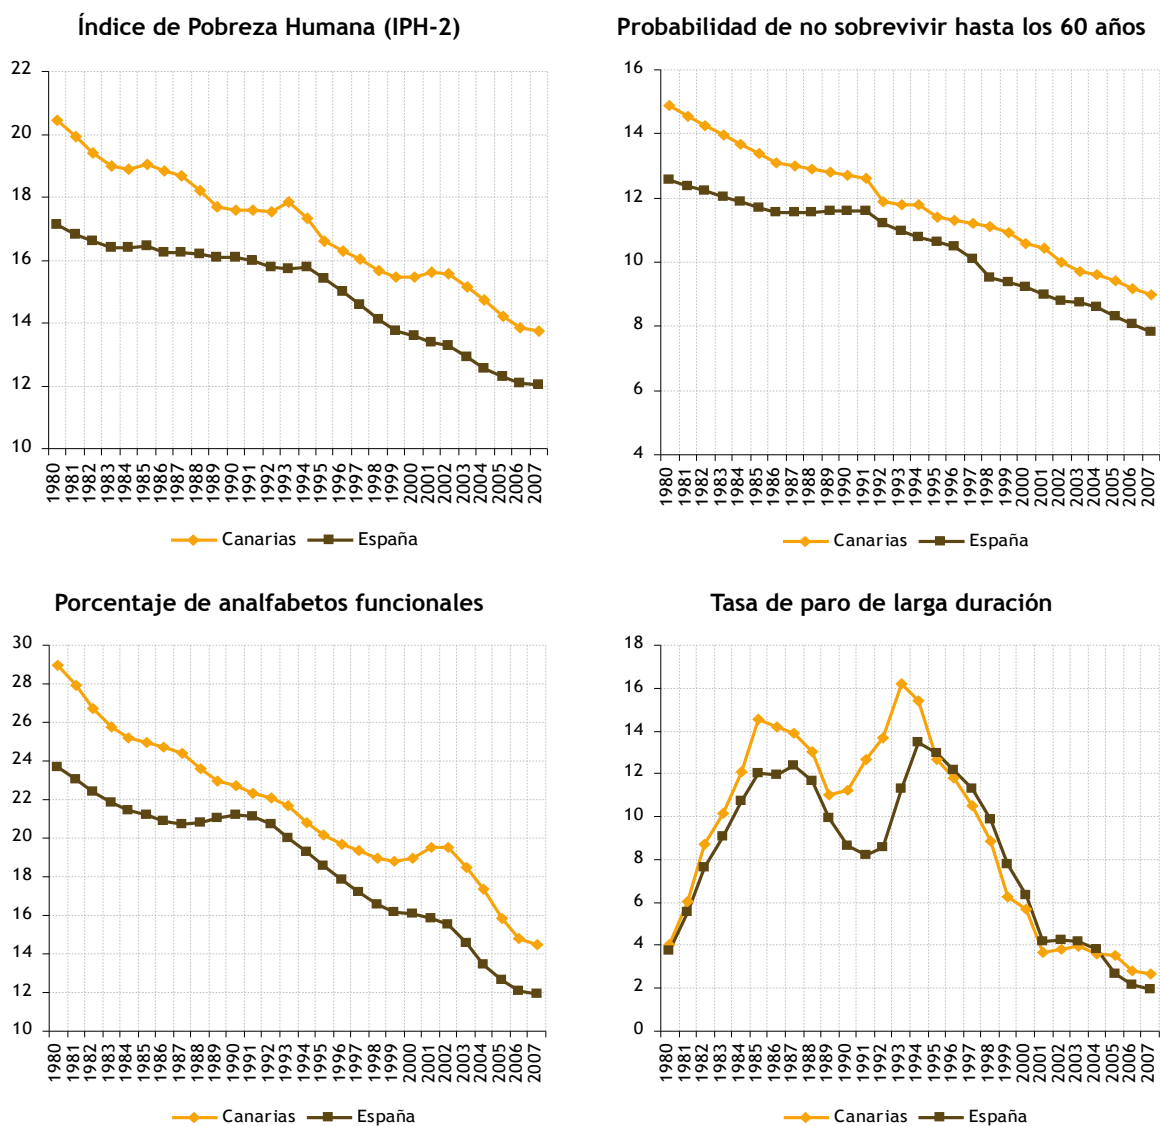 Índice de Pobreza Humana (IPH-2)
22
20
18
16
14
12
10
1980 1981 1982 1983 1984 1985 1986 1987 1988 1989 1990 1991 1992 1993 1994 1995 1996 1997 1998 1999 2000 2001 2002 2003 2004 2005 2006 2007
Canarias España
Probabilidad de no sobrevivir hasta los 60 años
16
14
12
10
8
6
4
1980 1981 1982 1983 1984 1985 1986 1987 1988 1989 1990 1991 1992 1993 1994 1995 1996 1997 1998 1999 2000 2001 2002 2003 2004 2005 2006 2007
Canarias España
Porcentaje de analfabetos funcionales
30
28
26
24
22
20
18
16
14
12
10
1980 1981 1982 1983 1984 1985 1986 1987 1988 1989 1990 1991 1992 1993 1994 1995 1996 1997 1998 1999 2000 2001 2002 2003 2004 2005 2006 2007
Canarias España
Tasa de paro de larga duración
18
16
14
12
10
8
6
4
2
0
1980 1981 1982 1983 1984 1985 1986 1987 1988 1989 1990 1991 1992 1993 1994 1995 1996 1997 1998 1999 2000 2001 2002 2003 2004 2005 2006 2007
Canarias España